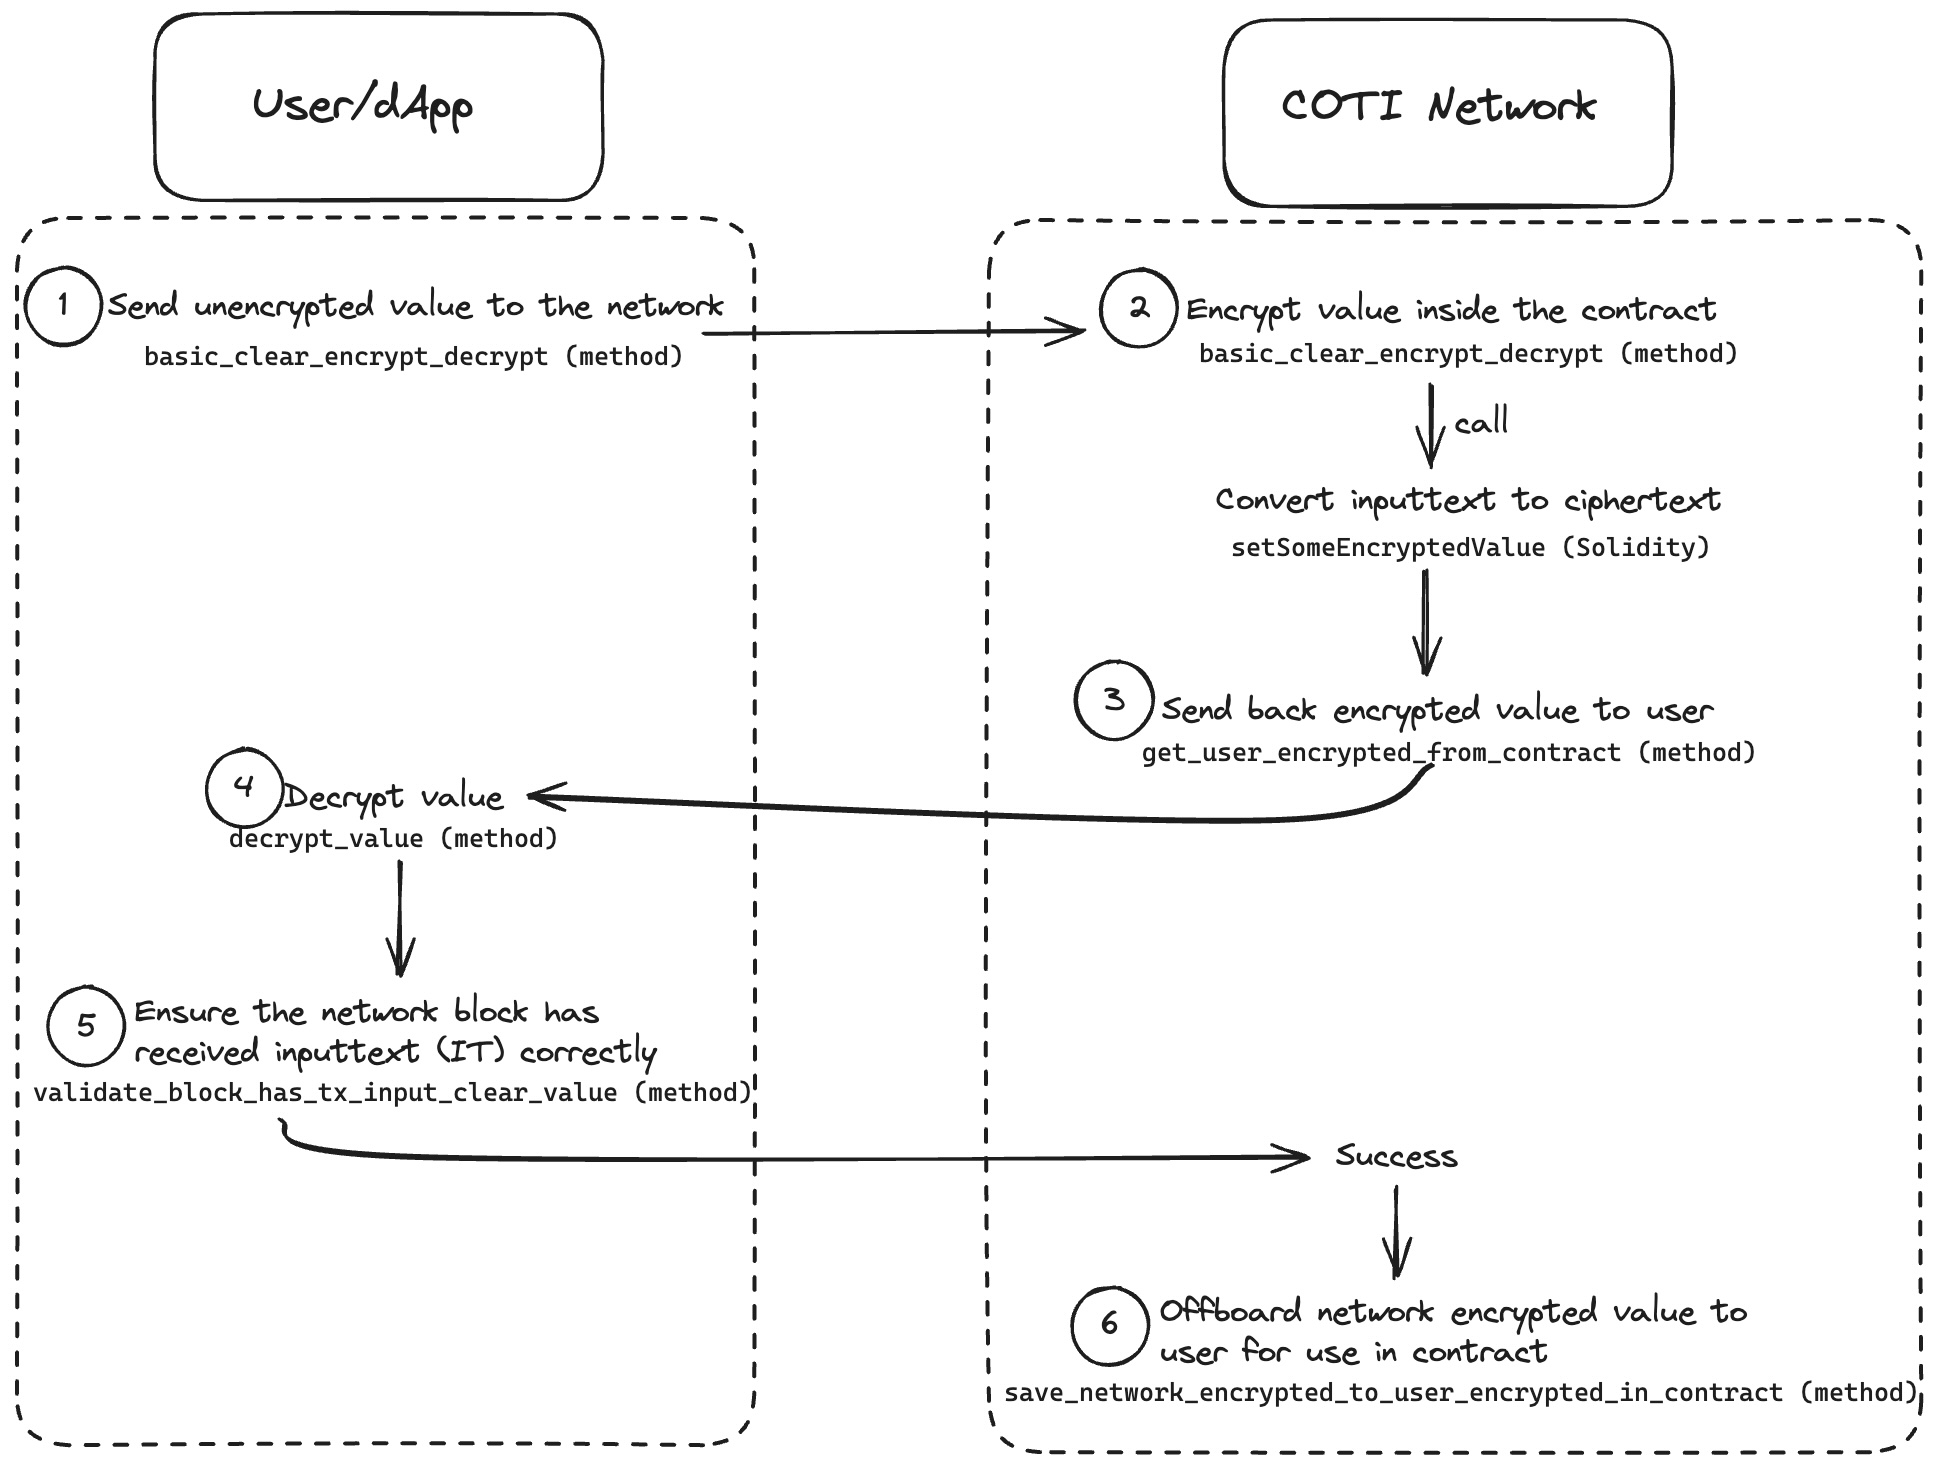 User/dApp
COTI Network
1
Send unencrypted value to the network
basic_clear_encrypt_decrypt (method)
2
Encrypt value inside the contract
basic_clear_encrypt_decrypt (method)
call
Convert inputtext to ciphertext
setSomeEncryptedValue (Solidity)
3
Send back encrypted value to user
get_user_encrypted_from_contract (method)
4
Decrypt value
decrypt_value (method)
5
Ensure the network block has
received inputtext (IT) correctly
validate_block_has_tx_input_clear_value (method)
Success
6
Offboard network encrypted value to
user for use in contract
save_network_encrypted_to_user_encrypted_in_contract (method)